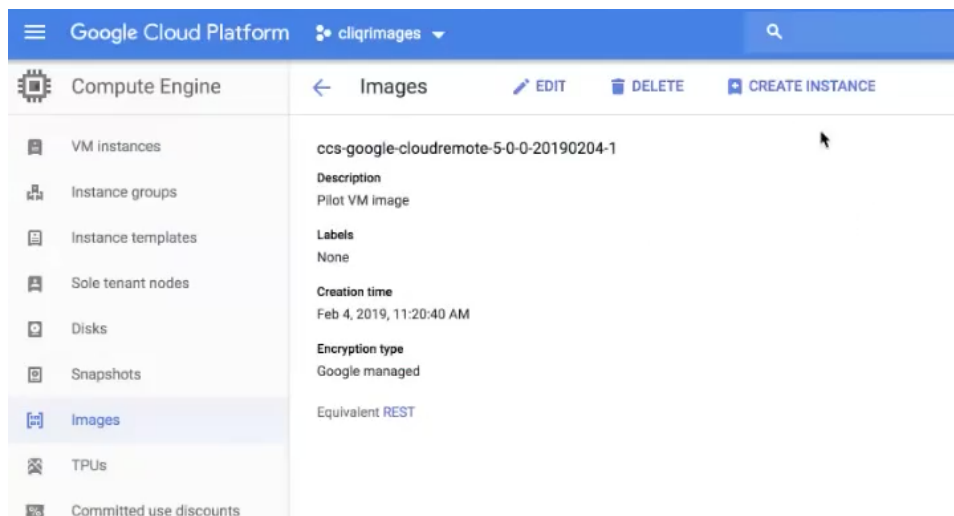 Google Cloud Platform cliqrimages
Compute Engine
Images EDIT DELETE CREATE INSTANCE
VM instances
Instance groups
Instance templates
Sole tenant nodes
Disks
Snapshots
Images
TPUs
Committed use discounts
ccs-google-cloudremote-5-0-0-20190204-1
Description
Pilot VM image
Labels
None
Creation time
Feb 4, 2019, 11:20:40 AM
Encryption type
Google managed
Equivalent REST